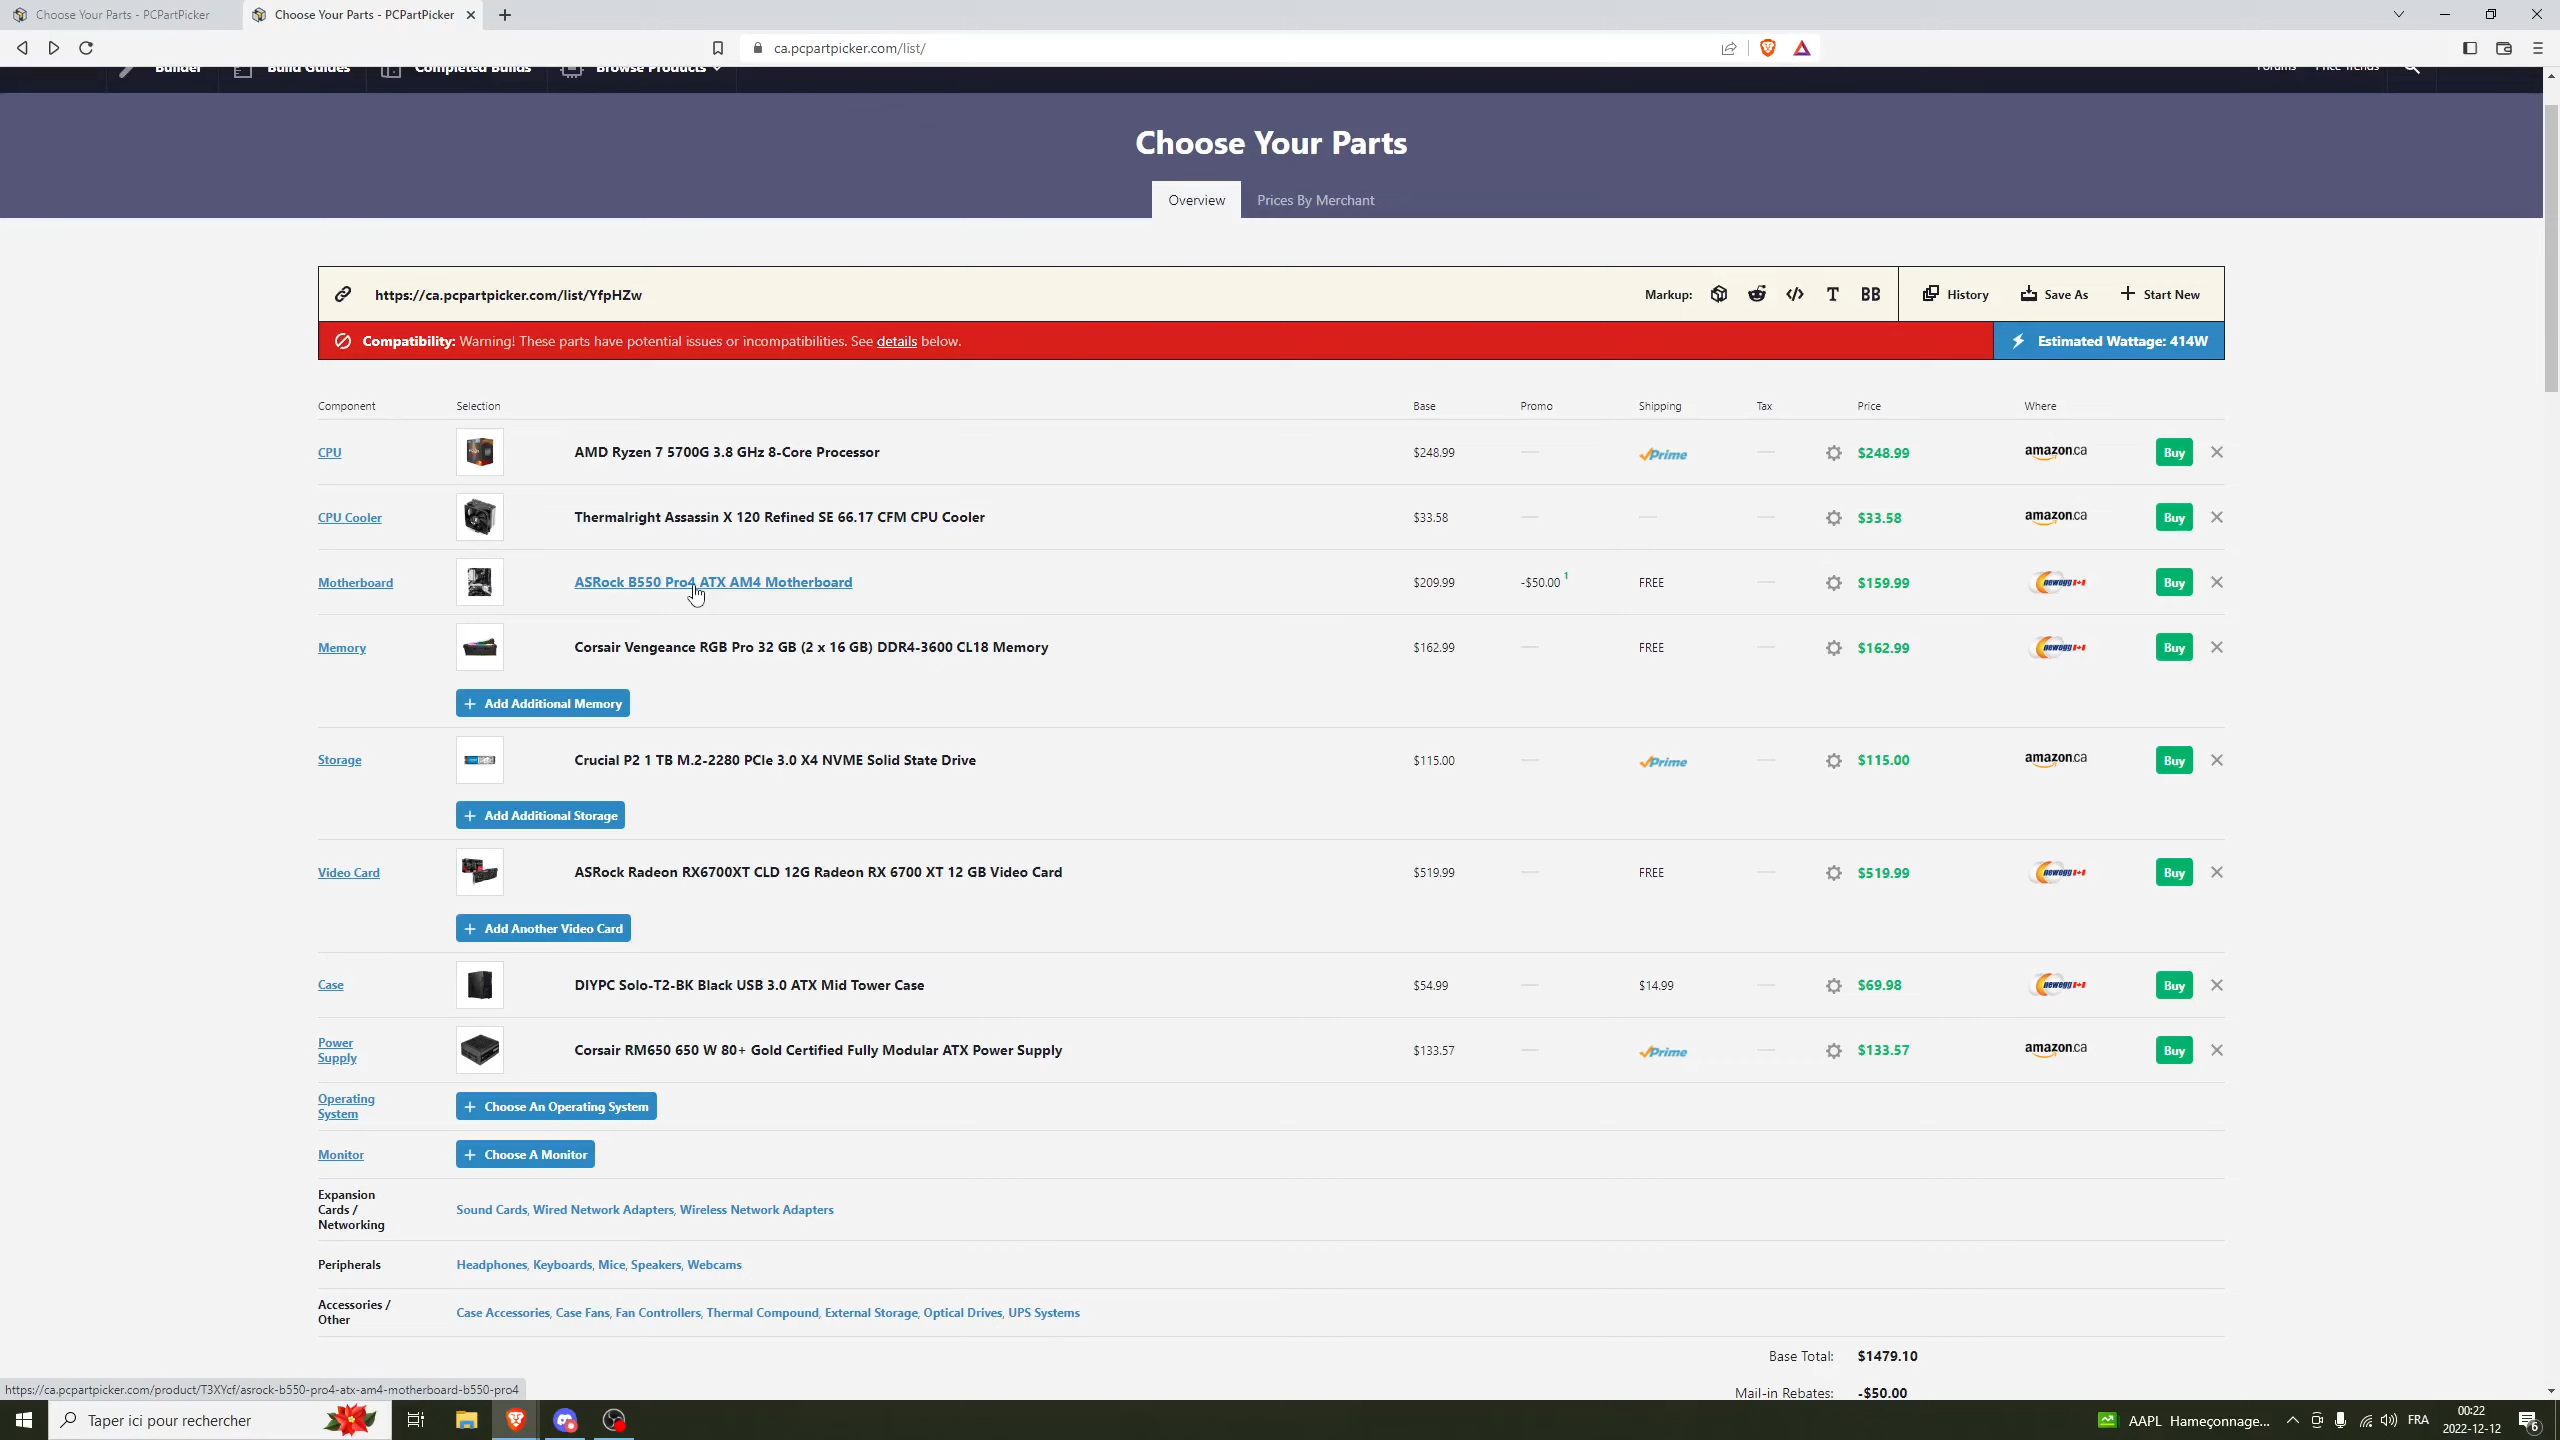 Choose Your Parts - PCPartPicker
Choose Your Parts - PCPartPicker
ca.pcpartpicker.com/list/
Builder Build Guides Completed Builds Browse Products
Forums Price Trends
Choose Your Parts
Overview Prices By Merchant
https://ca.pcpartpicker.com/list/YfpHZw
Markup: T BB History Save As Start New
Compatibility: Warning! These parts have potential issues or incompatibilities. See details below.
Estimated Wattage: 414W
Component Selection Base Promo Shipping Tax Price Where
CPU AMD Ryzen 7 5700G 3.8 GHz 8-Core Processor $248.99 — Prime — $248.99 amazon.ca Buy
CPU Cooler Thermalright Assassin X 120 Refined SE 66.17 CFM CPU Cooler $33.58 — — — $33.58 amazon.ca Buy
Motherboard ASRock B550 Pro4 ATX AM4 Motherboard $209.99 -$50.00 1 FREE — $159.99 newegg Buy
Memory Corsair Vengeance RGB Pro 32 GB (2 x 16 GB) DDR4-3600 CL18 Memory $162.99 — FREE — $162.99 newegg Buy
+ Add Additional Memory
Storage Crucial P2 1 TB M.2-2280 PCIe 3.0 X4 NVME Solid State Drive $115.00 — Prime — $115.00 amazon.ca Buy
+ Add Additional Storage
Video Card ASRock Radeon RX6700XT CLD 12G Radeon RX 6700 XT 12 GB Video Card $519.99 — FREE — $519.99 newegg Buy
+ Add Another Video Card
Case DIYPC Solo-T2-BK Black USB 3.0 ATX Mid Tower Case $54.99 — $14.99 — $69.98 newegg Buy
Power
Supply
Corsair RM650 650 W 80+ Gold Certified Fully Modular ATX Power Supply $133.57 — Prime — $133.57 amazon.ca Buy
Operating
System
+ Choose An Operating System
Monitor + Choose A Monitor
Expansion
Cards /
Networking
Sound Cards, Wired Network Adapters, Wireless Network Adapters
Peripherals Headphones, Keyboards, Mice, Speakers, Webcams
Accessories /
Other
Case Accessories, Case Fans, Fan Controllers, Thermal Compound, External Storage, Optical Drives, UPS Systems
Base Total: $1479.10
Mail-in Rebates: -$50.00
https://ca.pcpartpicker.com/product/T3XYcf/asrock-b550-pro4-atx-am4-motherboard-b550-pro4
Taper ici pour rechercher
AAPL Hameçonnage... FRA
00:22
2022-12-12
6